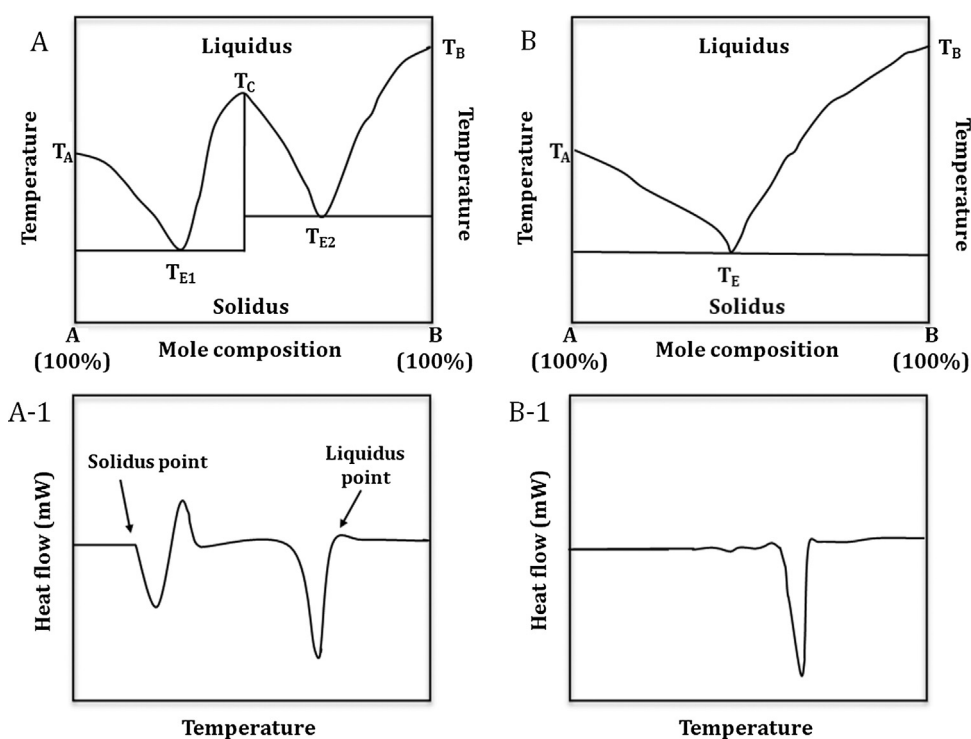 A
Liquidus
T_C
T_A
T_E1
T_E2
T_B
Temperature
Temperature
Solidus
A
(100%)
Mole composition
B
(100%)
B
Liquidus
T_B
T_A
T_E
Temperature
Temperature
Solidus
A
(100%)
Mole composition
B
(100%)
A-1
Solidus point
Liquidus
point
Heat flow (mW)
Temperature
B-1
Heat flow (mW)
Temperature